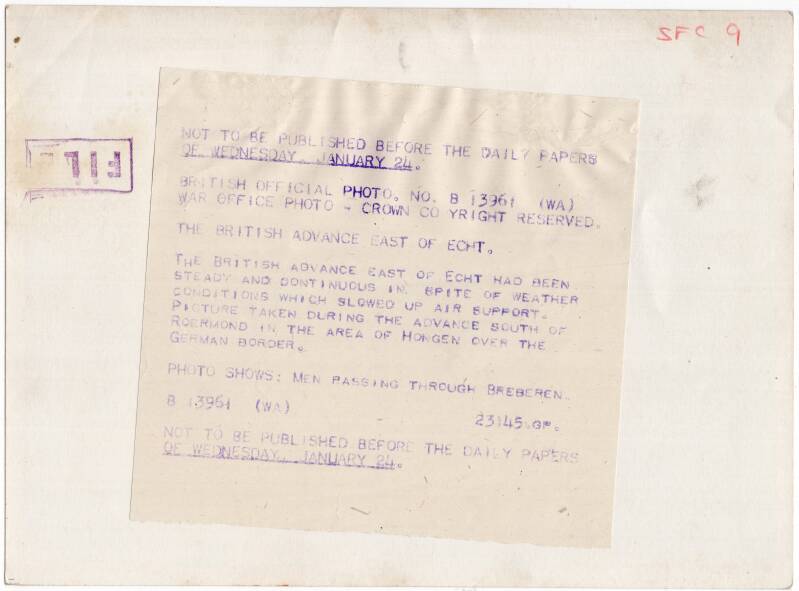 SFC 9
FILE
NOT TO BE PUBLISHED BEFORE THE DAILY PAPERS
OF WEDNESDAY, JANUARY 24.
BRITISH OFFICIAL PHOTO. NO. B 13961 (WA)
WAR OFFICE PHOTO - CROWN CO YRIGHT RESERVED.
THE BRITISH ADVANCE EAST OF ECHT.
THE BRITISH ADVANCE EAST OF ECHT HAD BEEN
STEADY AND CONTINUOUS IN SPITE OF WEATHER
CONDITIONS WHICH SLOWED UP AIR SUPPORT.
PICTURE TAKEN DURING THE ADVANCE SOUTH OF
ROERMOND IN THE AREA OF HONGEN OVER THE
GERMAN BORDER.
PHOTO SHOWS: MEN PASSING THROUGH BREBEREN.
B 13961 (WA)
23145.GP.
NOT TO BE PUBLISHED BEFORE THE DAILY PAPERS
OF WEDNESDAY, JANUARY 24.